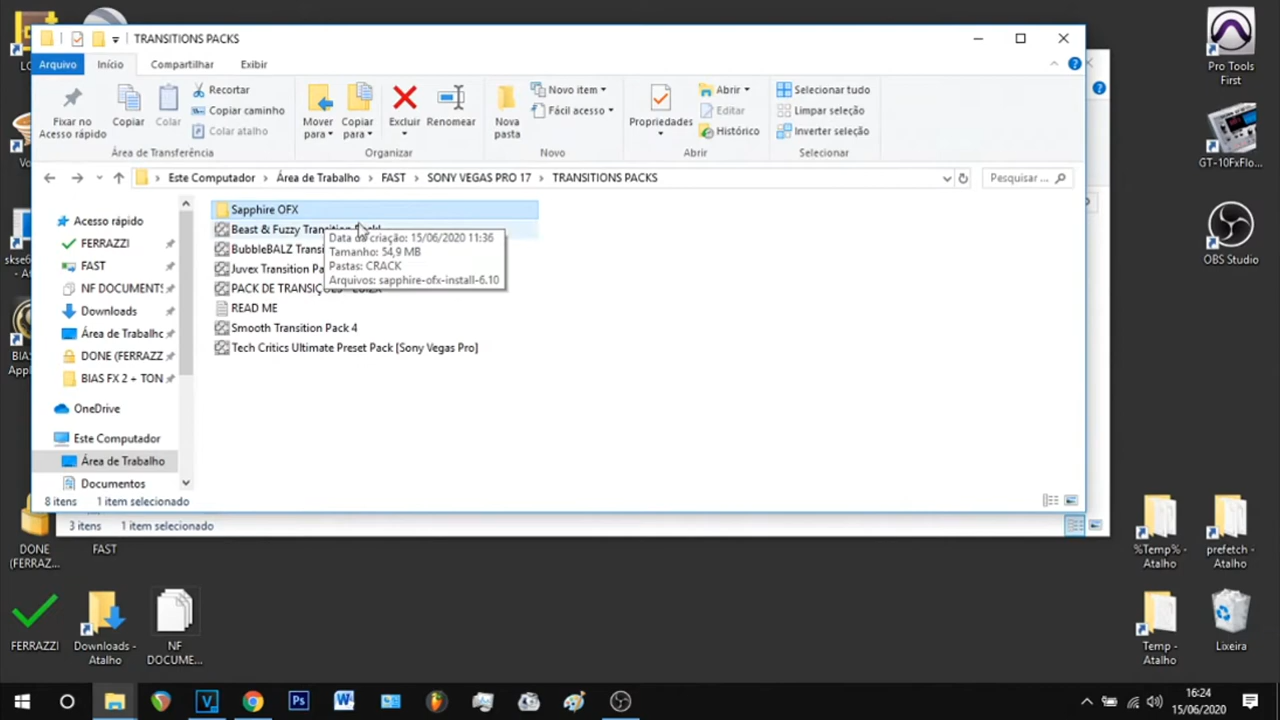 TRANSITIONS PACKS
Arquivo
Início
Compartilhar
Exibir
Fixar no
Acesso rápido
Copiar
Colar
Recortar
Copiar caminho
Colar atalho
Área de Transferência
Mover
para
Copiar
para
Excluir
Renomear
Organizar
Nova
pasta
Novo item
Fácil acesso
Novo
Propriedades
Abrir
Editar
Histórico
Abrir
Selecionar tudo
Limpar seleção
Inverter seleção
Selecionar
Este Computador > Área de Trabalho > FAST > SONY VEGAS PRO 17 > TRANSITIONS PACKS
Pesquisar ...
Acesso rápido
FERRAZZI
FAST
NF DOCUMENTS
Downloads
Área de Trabalho
DONE (FERRAZZ
BIAS FX 2 + TON
OneDrive
Este Computador
Área de Trabalho
Documentos
Sapphire OFX
Beast & Fuzzy Transition
BubbleBALZ Transi
Juvex Transition Pa
PACK DE
READ ME
Smooth Transition Pack 4
Tech Critics Ultimate Preset Pack [Sony Vegas Pro]
Data da criação: 15/06/2020 11:36
Tamanho: 54,9 MB
Pastas: CRACK
Arquivos: sapphire-ofx-install-6.10
8 itens 1 item selecionado
3 itens 1 item selecionado
Pro Tools
First
GT-10FxFlo...
OBS Studio
%Temp% -
Atalho
prefetch -
Atalho
Temp -
Atalho
Lixeira
DONE
(FERRAZ...
FAST
FERRAZZI
Downloads -
Atalho
NF
DOCUME...
16:24
15/06/2020